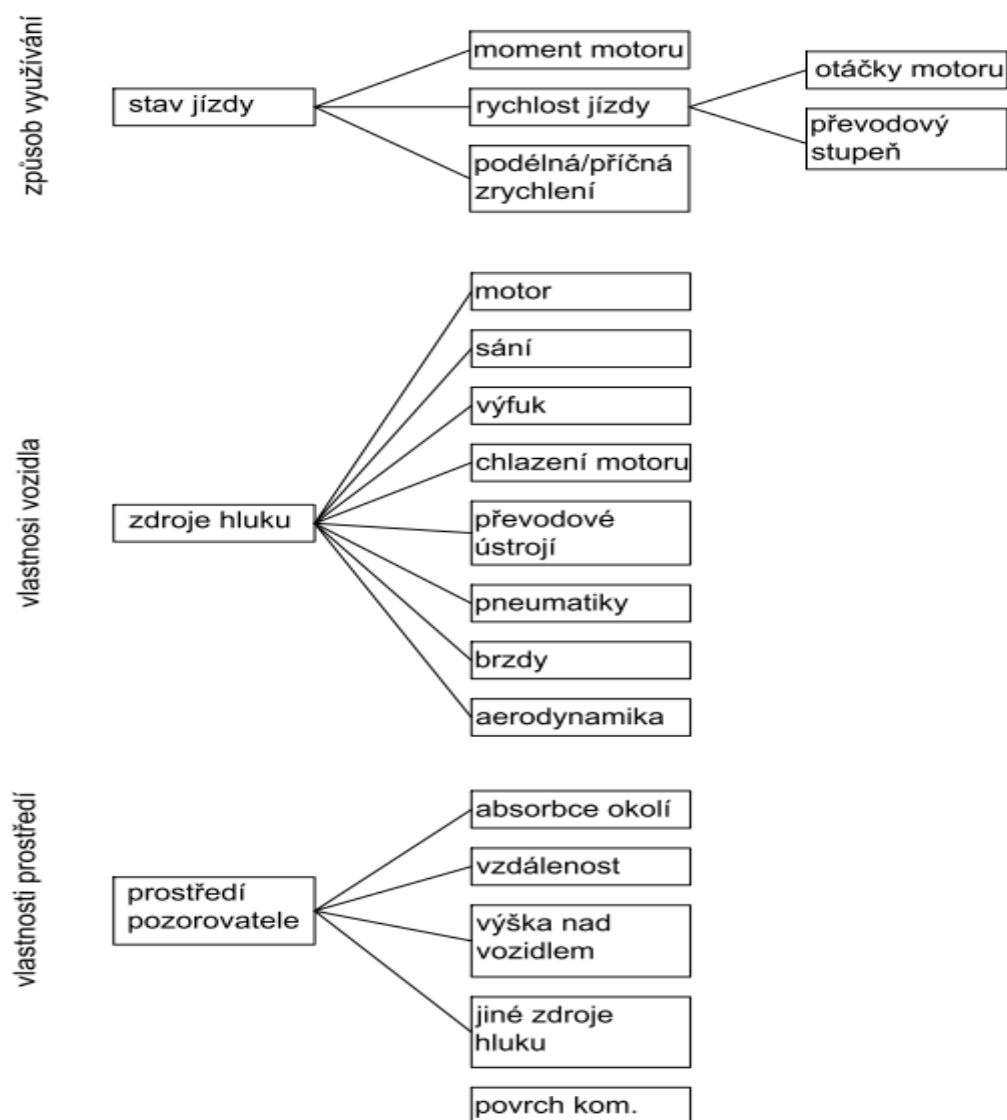 způsob využívání
stav jízdy
moment motoru
rychlost jízdy
podélná/příčná
zrychlení
otáčky motoru
převodový
stupeň
vlastnosi vozidla
zdroje hluku
motor
sání
výfuk
chlazení motoru
převodové
ústrojí
pneumatiky
brzdy
aerodynamika
vlastnosti prostředí
prostředí
pozorovatele
absorbce okolí
vzdálenost
výška nad
vozidlem
jiné zdroje
hluku
povrch kom.